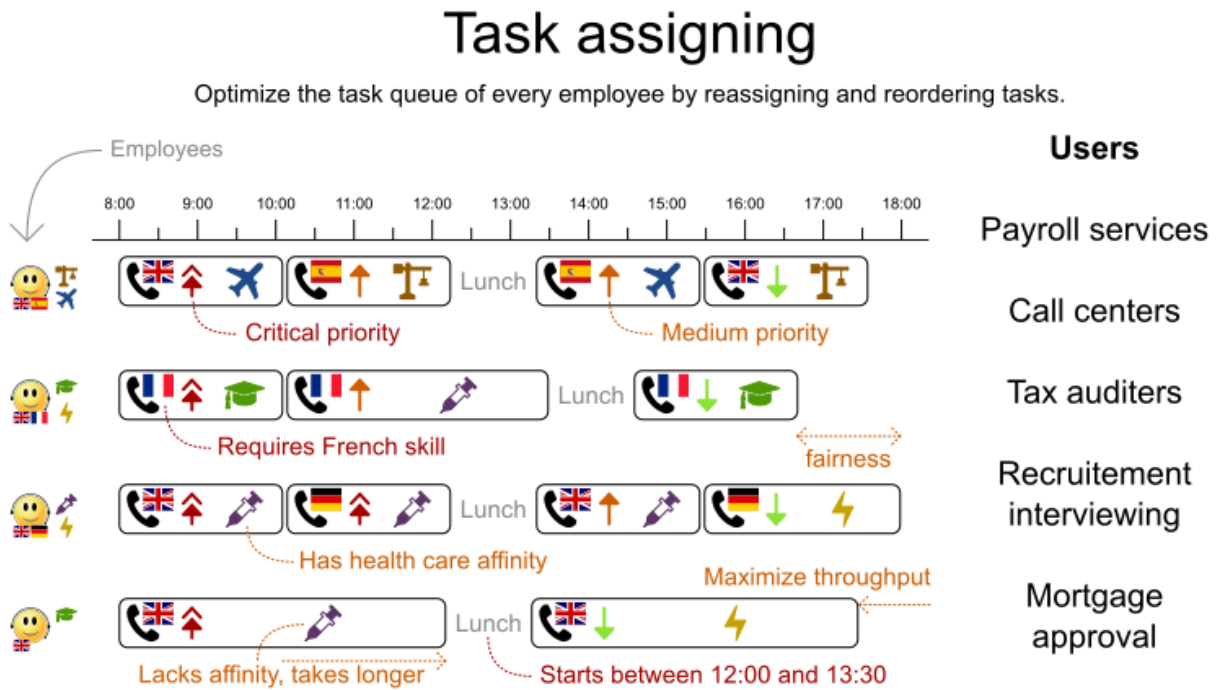 Task assigning
Optimize the task queue of every employee by reassigning and reordering tasks.
Employees
Users
8:00 9:00 10:00 11:00 12:00 13:00 14:00 15:00 16:00 17:00 18:00
Payroll services
Lunch
Call centers
Critical priority
Medium priority
Tax auditers
Lunch
Requires French skill
fairness
Recruitement
interviewing
Lunch
Has health care affinity
Maximize throughput
Mortgage
approval
Lunch
Lacks affinity, takes longer
Starts between 12:00 and 13:30